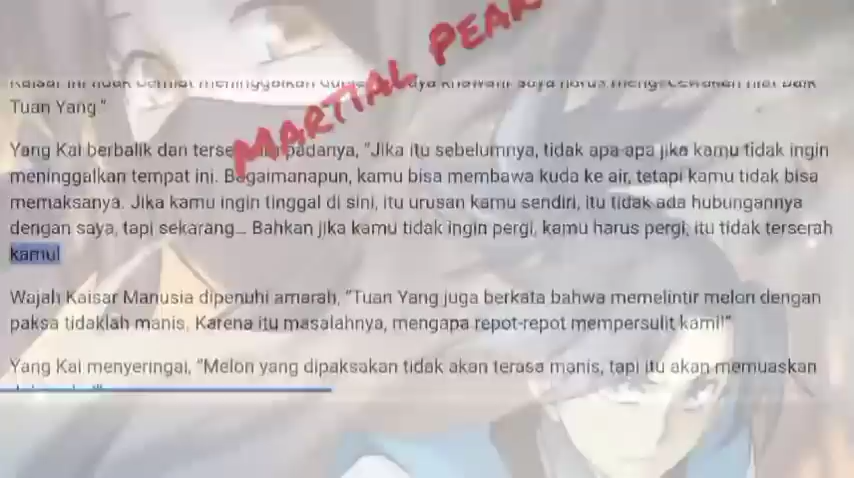 MARTIAL PEAK
Tuan Yang."
Yang Kai berbalik dan terse padanya, "Jika itu sebelumnya, tidak apa-apa jika kamu tidak ingin
meninggalkan tempat ini. Bagaimanapun, kamu bisa membawa kuda ke air, tetapi kamu tidak bisa
memaksanya. Jika kamu ingin tinggal di sini, itu urusan kamu sendiri, itu tidak ada hubungannya
dengan saya, tapi sekarang… Bahkan jika kamu tidak ingin pergi, kamu harus pergi, itu tidak terserah
kamu!
Wajah Kaisar Manusia dipenuhi amarah, "Tuan Yang juga berkata bahwa memelintir melon dengan
paksa tidaklah manis, Karena itu masalahnya, mengapa repot-repot mempersulit kami!"
Yang Kai menyeringai, "Melon yang dipaksakan tidak akan terasa manis, tapi itu akan memuaskan